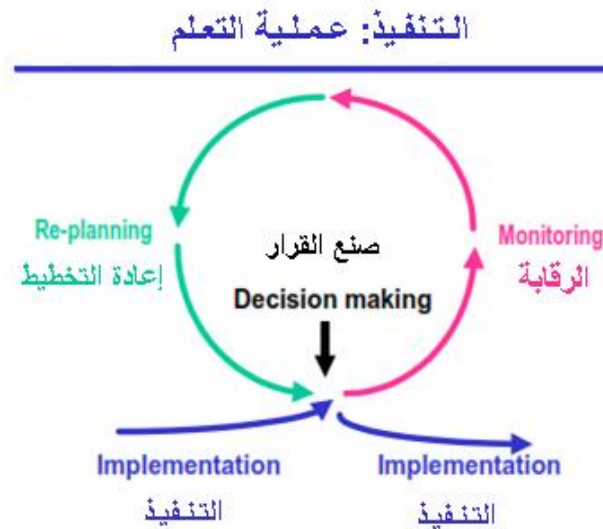 التنفيذ: عملية التعلم
Re-planning
إعادة التخطيط
صنع القرار
Decision making
Monitoring
الرقابة
Implementation
التنفيذ
Implementation
التنفيذ